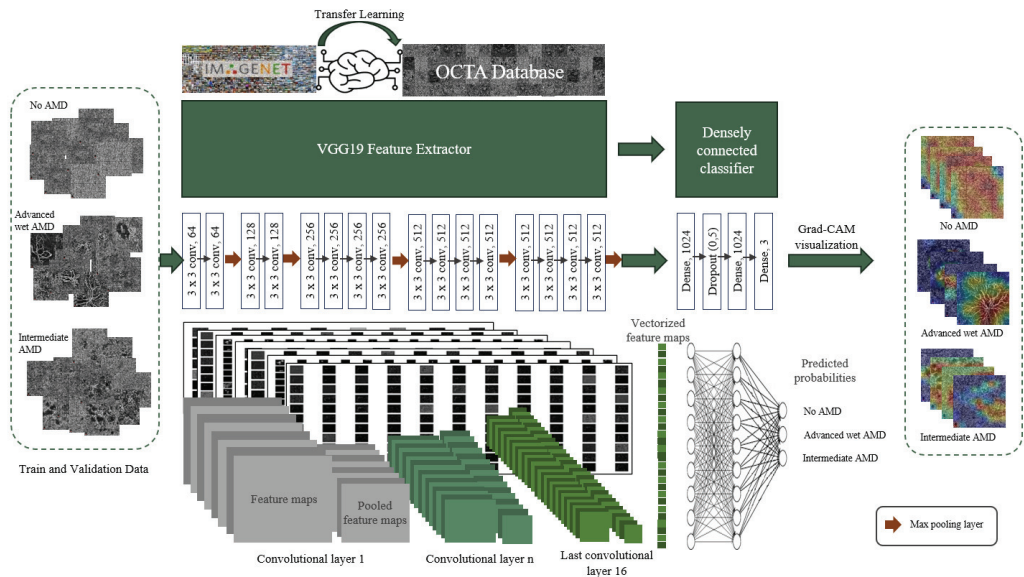 Transfer Learning
IMAGENET
OCTA Database
No AMD
VGG19 Feature Extractor
Densely
connected
classifier
Advanced
wet AMD
3 x 3 conv, 64
3 x 3 conv, 64
3 x 3 conv, 128
3 x 3 conv, 128
3 x 3 conv, 256
3 x 3 conv, 256
3 x 3 conv, 256
3 x 3 conv, 256
3 x 3 conv, 512
3 x 3 conv, 512
3 x 3 conv, 512
3 x 3 conv, 512
3 x 3 conv, 512
3 x 3 conv, 512
3 x 3 conv, 512
3 x 3 conv, 512
Dense, 1024
Dropout (0,5)
Dense, 1024
Dense, 3
Grad-CAM
visualization
No AMD
Advanced wet AMD
Intermediate AMD
Intermediate
AMD
Train and Validation Data
Vectorized
feature maps
Predicted
probabilities
No AMD
Advanced wet AMD
Intermediate AMD
Feature maps
Pooled
feature maps
Convolutional layer 1
Convolutional layer n
Last convolutional
layer 16
Max pooling layer